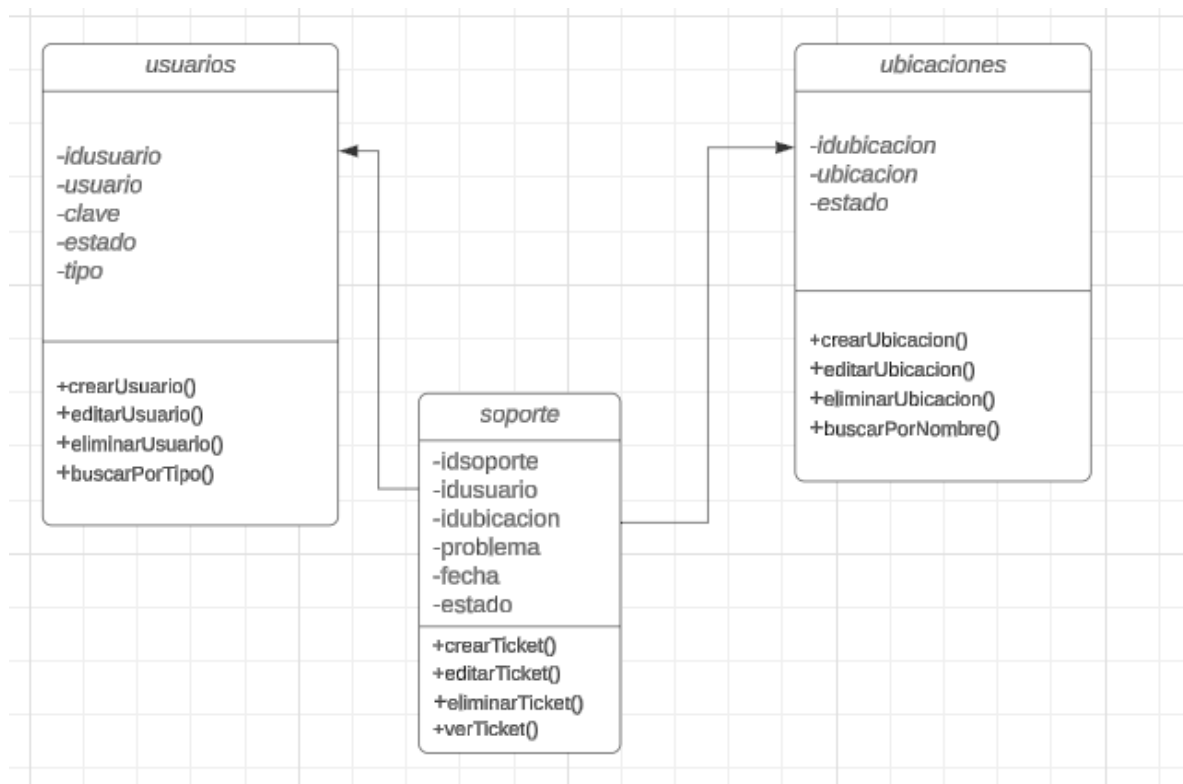 usuarios
-idusuario
-usuario
-clave
-estado
-tipo
+crearUsuario()
+editarUsuario()
+eliminarUsuario()
+buscarPorTipo()
soporte
-idsoporte
-idusuario
-idubicacion
-problema
-fecha
-estado
+crearTicket()
+editarTicket()
+eliminarTicket()
+verTicket()
ubicaciones
-idubicacion
-ubicacion
-estado
+crearUbicacion()
+editarUbicacion()
+eliminarUbicacion()
+buscarPorNombre()